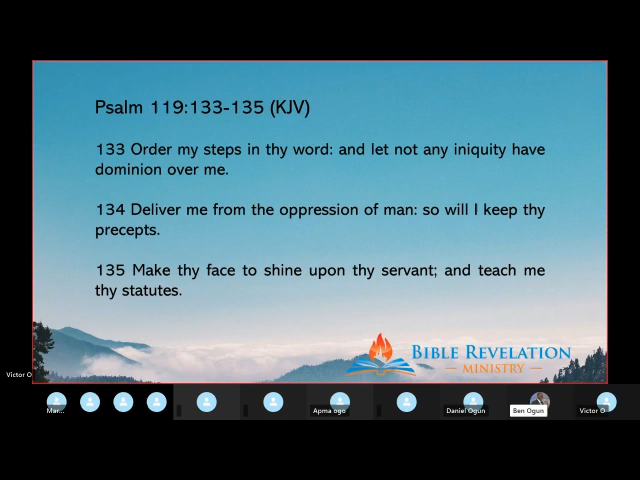 Psalm 119:133-135 (KJV)
133 Order my steps in thy word: and let not any iniquity have
dominion over me.
134 Deliver me from the oppression of man: so will I keep thy
precepts.
135 Make thy face to shine upon thy servant; and teach me
thy statutes.
BIBLE REVELATION
MINISTRY
Victor O
Mar...
Apma ogo
Daniel Ogun
Ben Ogun
Victor O